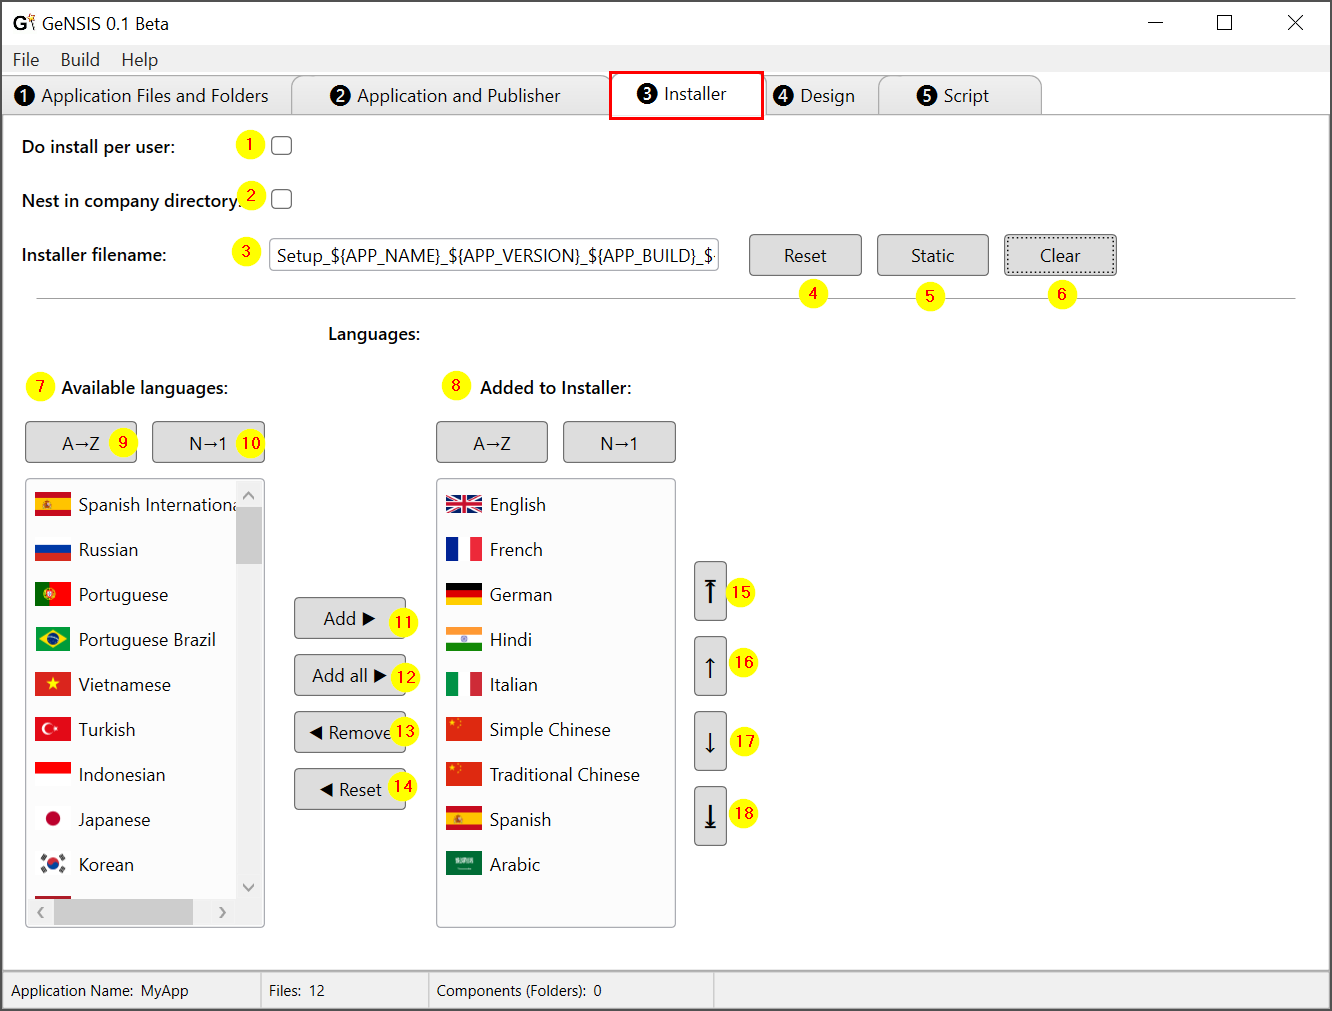 GeNSIS 0.1 Beta
File Build Help
1 Application Files and Folders 2 Application and Publisher 3 Installer 4 Design 5 Script
Do install per user: 1
Nest in company directory: 2
Installer filename: 3 Setup_${APP_NAME}_${APP_VERSION}_${APP_BUILD}_$ Reset Static Clear
4 5 6
Languages:
7 Available languages: 8 Added to Installer:
A→Z 9 N→1 10 A→Z N→1
Spanish Internationa English
Russian French
Portuguese German
Portuguese Brazil Hindi
Vietnamese Italian
Turkish Simple Chinese
Indonesian Traditional Chinese
Japanese Spanish
Korean Arabic
Add ▶ 11
Add all ▶ 12
◀ Remove 13
◀ Reset 14
⤒ 15
↑ 16
↓ 17
⤓ 18
Application Name: MyApp Files: 12 Components (Folders): 0